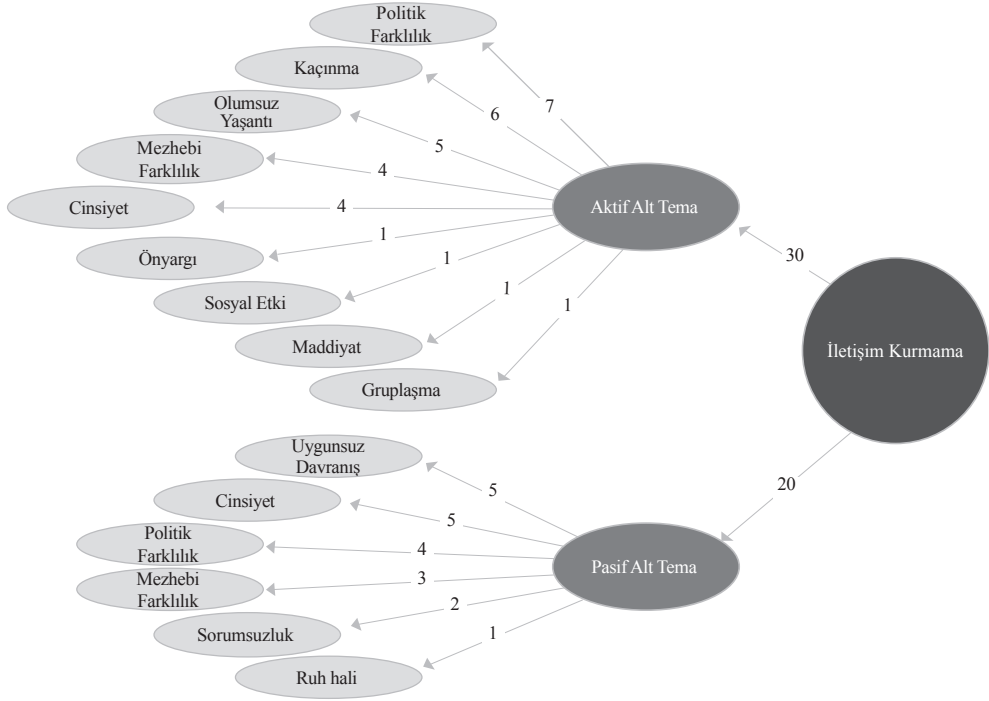 Politik
Farklılık
Kaçınma
7
6
Olumsuz
Yaşantı
5
Mezhebi
Farklılık
4
Cinsiyet
4
Aktif Alt Tema
Önyargı
1
30
Sosyal Etki
1
Maddiyat
1
Gruplaşma
1
İletişim Kurmama
Uygunsuz
Davranış
5
20
Cinsiyet
5
Politik
Farklılık
4
Pasif Alt Tema
Mezhebi
Farklılık
3
Sorumsuzluk
2
Ruh hali
1